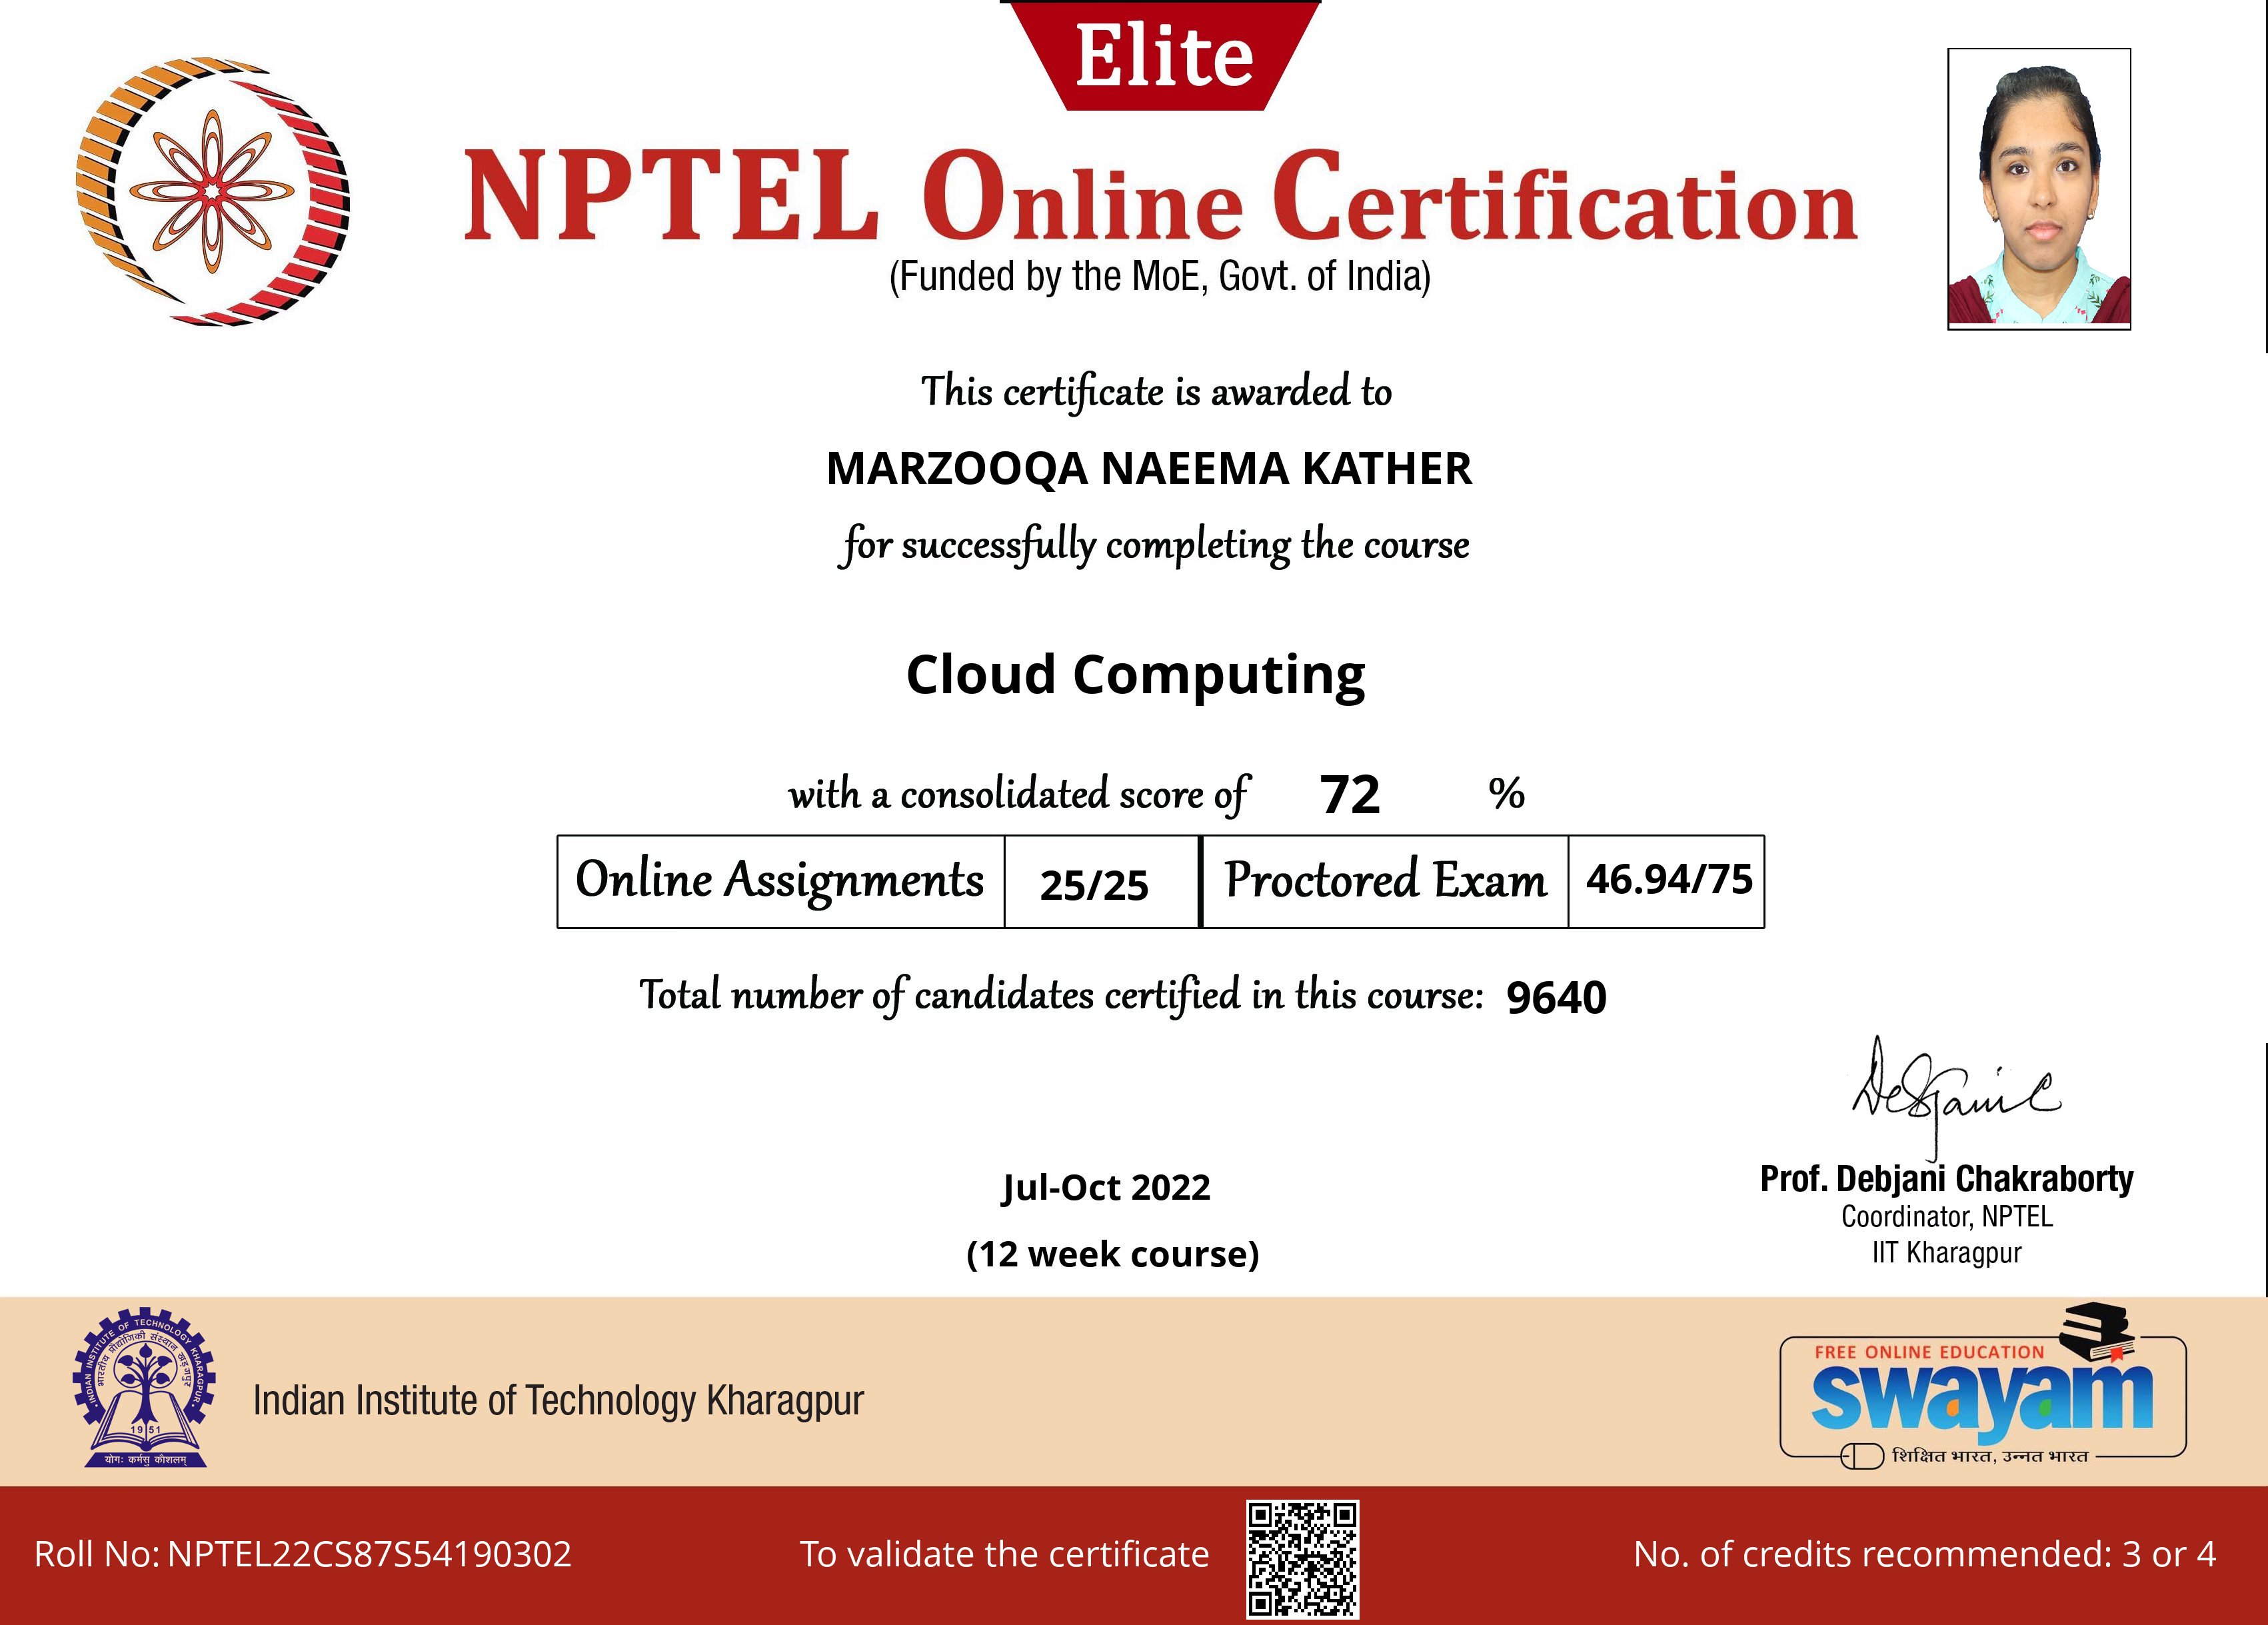 Elite
NPTEL Online Certification
(Funded by the MoE, Govt. of India)
This certificate is awarded to
MARZOOQA NAEEMA KATHER
for successfully completing the course
Cloud Computing
with a consolidated score of 72 %
Online Assignments 25/25 Proctored Exam 46.94/75
Total number of candidates certified in this course: 9640
Jul-Oct 2022
(12 week course)
Prof. Debjani Chakraborty
Coordinator, NPTEL
IIT Kharagpur
INDIAN INSTITUTE OF TECHNOLOGY KHARAGPUR
भारतीय प्रौद्योगिकी संस्थान खड़गपुर
1951
योगः कर्मसु कौशलम्
Indian Institute of Technology Kharagpur
FREE ONLINE EDUCATION
swayam
शिक्षित भारत, उन्नत भारत
Roll No: NPTEL22CS87S54190302
To validate the certificate
No. of credits recommended: 3 or 4